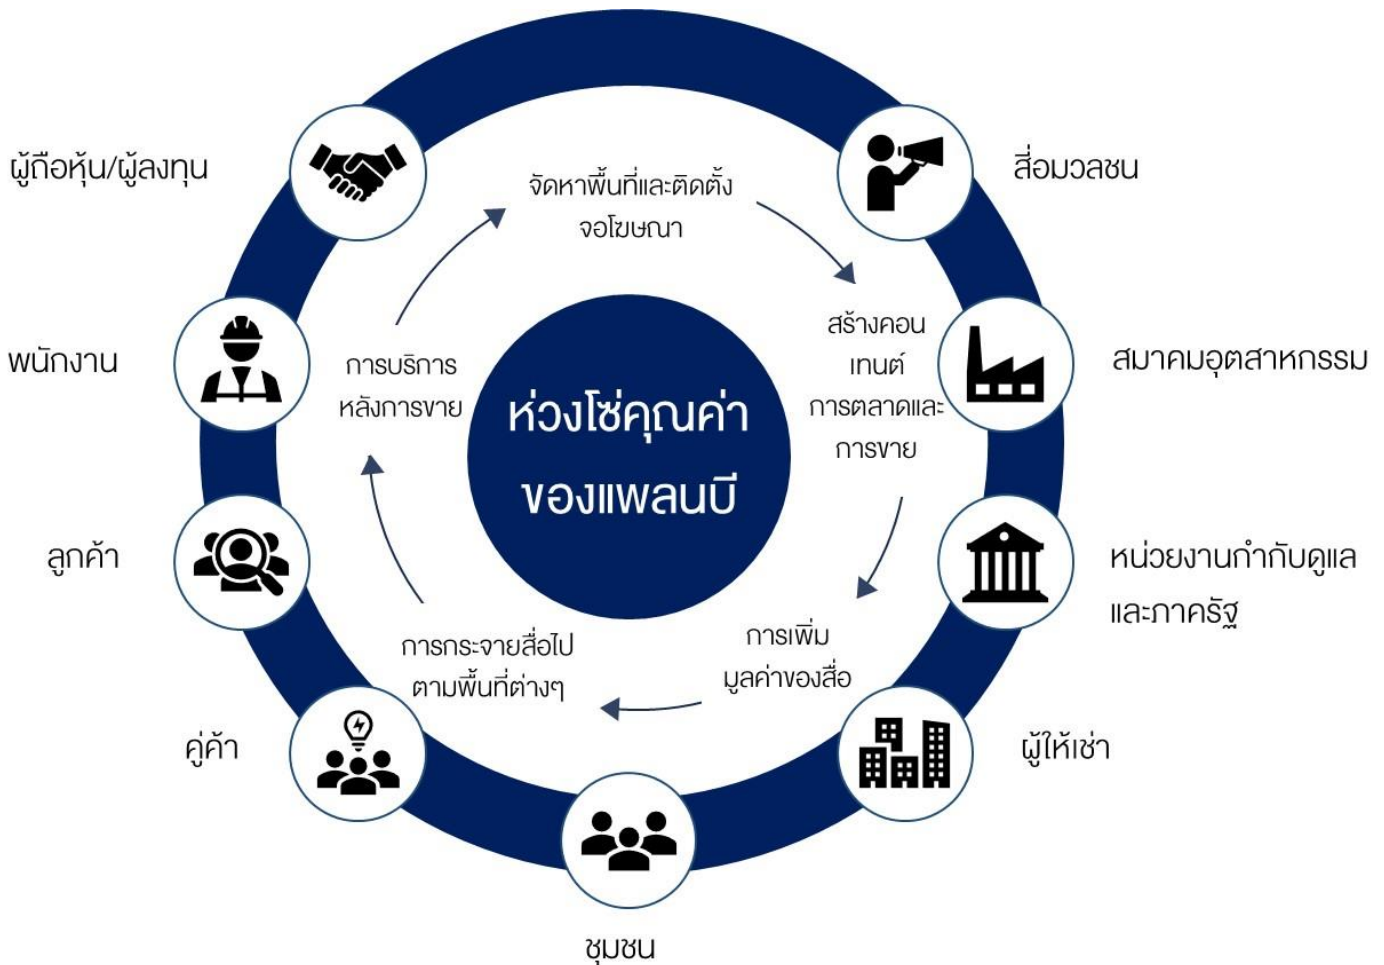 ผู้ถือหุ้น/ผู้ลงทุน
สื่อมวลชน
จัดหาพื้นที่และติดตั้ง
จอโฆษณา
พนักงาน
การบริการ
หลังการขาย
ห่วงโซ่คุณค่า
ของแพลนบี
สร้างคอน
เทนต์
การตลาดและ
การขาย
สมาคมอุตสาหกรรม
ลูกค้า
หน่วยงานกำกับดูแล
และภาครัฐ
การกระจายสื่อไป
ตามพื้นที่ต่างๆ
การเพิ่ม
มูลค่าของสื่อ
คู่ค้า
ผู้ให้เช่า
ชุมชน